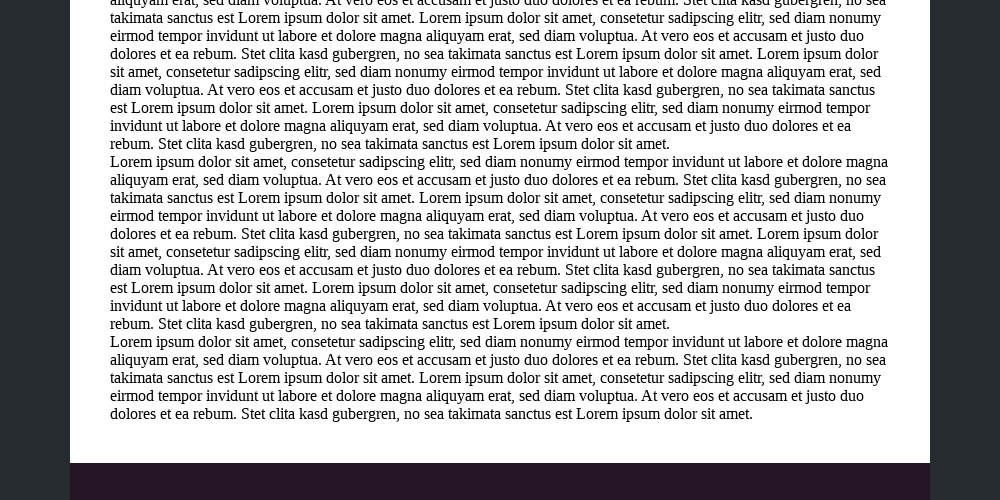 aliquyam erat, sed diam voluptua. At vero eos et accusam et justo duo dolores et ea rebum. Stet clita kasd gubergren, no sea
takimata sanctus est Lorem ipsum dolor sit amet. Lorem ipsum dolor sit amet, consetetur sadipscing elitr, sed diam nonumy
eirmod tempor invidunt ut labore et dolore magna aliquyam erat, sed diam voluptua. At vero eos et accusam et justo duo
dolores et ea rebum. Stet clita kasd gubergren, no sea takimata sanctus est Lorem ipsum dolor sit amet. Lorem ipsum dolor
sit amet, consetetur sadipscing elitr, sed diam nonumy eirmod tempor invidunt ut labore et dolore magna aliquyam erat, sed
diam voluptua. At vero eos et accusam et justo duo dolores et ea rebum. Stet clita kasd gubergren, no sea takimata sanctus
est Lorem ipsum dolor sit amet. Lorem ipsum dolor sit amet, consetetur sadipscing elitr, sed diam nonumy eirmod tempor
invidunt ut labore et dolore magna aliquyam erat, sed diam voluptua. At vero eos et accusam et justo duo dolores et ea
rebum. Stet clita kasd gubergren, no sea takimata sanctus est Lorem ipsum dolor sit amet.
Lorem ipsum dolor sit amet, consetetur sadipscing elitr, sed diam nonumy eirmod tempor invidunt ut labore et dolore magna
aliquyam erat, sed diam voluptua. At vero eos et accusam et justo duo dolores et ea rebum. Stet clita kasd gubergren, no sea
takimata sanctus est Lorem ipsum dolor sit amet. Lorem ipsum dolor sit amet, consetetur sadipscing elitr, sed diam nonumy
eirmod tempor invidunt ut labore et dolore magna aliquyam erat, sed diam voluptua. At vero eos et accusam et justo duo
dolores et ea rebum. Stet clita kasd gubergren, no sea takimata sanctus est Lorem ipsum dolor sit amet. Lorem ipsum dolor
sit amet, consetetur sadipscing elitr, sed diam nonumy eirmod tempor invidunt ut labore et dolore magna aliquyam erat, sed
diam voluptua. At vero eos et accusam et justo duo dolores et ea rebum. Stet clita kasd gubergren, no sea takimata sanctus
est Lorem ipsum dolor sit amet. Lorem ipsum dolor sit amet, consetetur sadipscing elitr, sed diam nonumy eirmod tempor
invidunt ut labore et dolore magna aliquyam erat, sed diam voluptua. At vero eos et accusam et justo duo dolores et ea
rebum. Stet clita kasd gubergren, no sea takimata sanctus est Lorem ipsum dolor sit amet.
Lorem ipsum dolor sit amet, consetetur sadipscing elitr, sed diam nonumy eirmod tempor invidunt ut labore et dolore magna
aliquyam erat, sed diam voluptua. At vero eos et accusam et justo duo dolores et ea rebum. Stet clita kasd gubergren, no sea
takimata sanctus est Lorem ipsum dolor sit amet. Lorem ipsum dolor sit amet, consetetur sadipscing elitr, sed diam nonumy
eirmod tempor invidunt ut labore et dolore magna aliquyam erat, sed diam voluptua. At vero eos et accusam et justo duo
dolores et ea rebum. Stet clita kasd gubergren, no sea takimata sanctus est Lorem ipsum dolor sit amet.